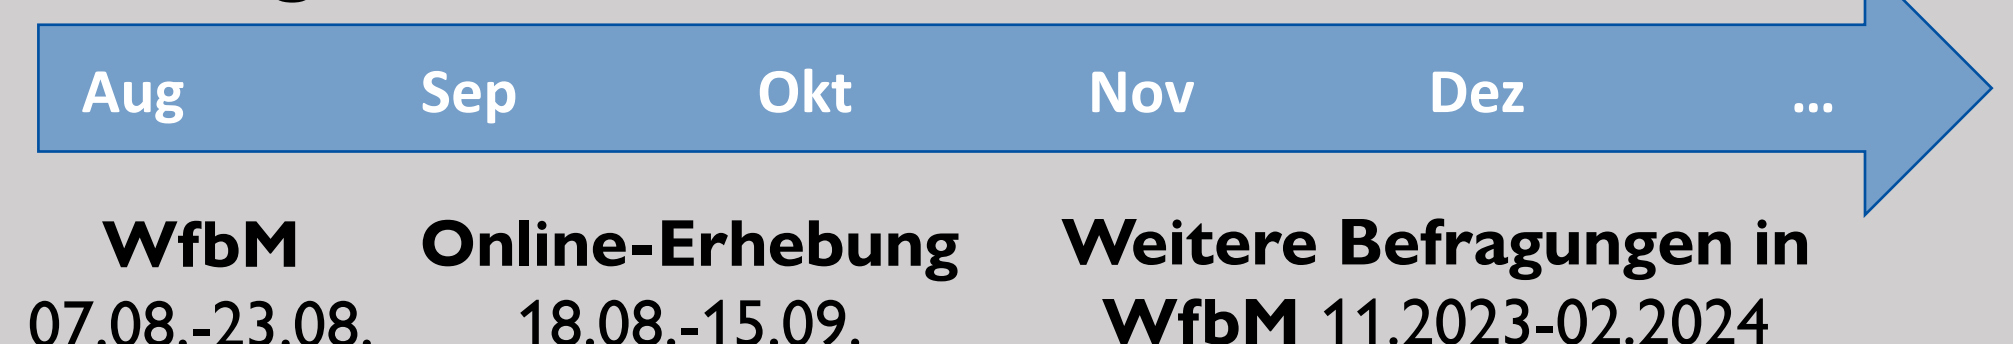 Aug Sep Okt Nov Dez ...
WfbM Online-Erhebung Weitere Befragungen in
07.08.-23.08. 18.08.-15.09. WfbM 11.2023-02.2024